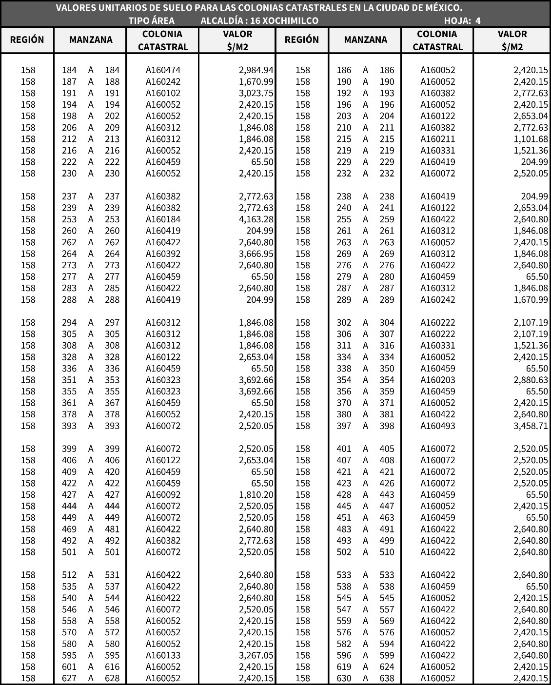 VALORES UNITARIOS DE SUELO PARA LAS COLONIAS CATASTRALES EN LA CIUDAD DE MÉXICO.
TIPO ÁREA ALCALDÍA : 16 XOCHIMILCO HOJA: 4
REGIÓN MANZANA COLONIA CATASTRAL VALOR $/M2 REGIÓN MANZANA COLONIA CATASTRAL VALOR $/M2
158 184 A 184 A160474 2,984.94 158 186 A 186 A160052 2,420.15
158 187 A 188 A160242 1,670.99 158 190 A 190 A160052 2,420.15
158 191 A 191 A160102 3,023.75 158 192 A 193 A160382 2,772.63
158 194 A 194 A160052 2,420.15 158 196 A 196 A160052 2,420.15
158 198 A 202 A160052 2,420.15 158 203 A 204 A160122 2,653.04
158 206 A 209 A160312 1,846.08 158 210 A 211 A160382 2,772.63
158 212 A 213 A160312 1,846.08 158 215 A 215 A160211 1,101.68
158 216 A 216 A160052 2,420.15 158 219 A 219 A160331 1,521.36
158 222 A 222 A160459 65.50 158 229 A 229 A160419 204.99
158 230 A 230 A160052 2,420.15 158 232 A 232 A160072 2,520.05
158 237 A 237 A160382 2,772.63 158 238 A 238 A160419 204.99
158 239 A 239 A160382 2,772.63 158 240 A 241 A160122 2,653.04
158 253 A 253 A160184 4,163.28 158 255 A 259 A160422 2,640.80
158 260 A 260 A160419 204.99 158 261 A 261 A160312 1,846.08
158 262 A 262 A160422 2,640.80 158 263 A 263 A160052 2,420.15
158 264 A 264 A160392 3,666.95 158 269 A 269 A160312 1,846.08
158 273 A 273 A160422 2,640.80 158 276 A 276 A160422 2,640.80
158 277 A 277 A160459 65.50 158 279 A 280 A160459 65.50
158 283 A 285 A160422 2,640.80 158 287 A 287 A160312 1,846.08
158 288 A 288 A160419 204.99 158 289 A 289 A160242 1,670.99
158 294 A 297 A160312 1,846.08 158 302 A 304 A160222 2,107.19
158 305 A 305 A160312 1,846.08 158 306 A 307 A160222 2,107.19
158 308 A 308 A160312 1,846.08 158 311 A 316 A160331 1,521.36
158 328 A 328 A160122 2,653.04 158 334 A 334 A160052 2,420.15
158 336 A 336 A160459 65.50 158 338 A 350 A160459 65.50
158 351 A 353 A160323 3,692.66 158 354 A 354 A160203 2,880.63
158 355 A 355 A160323 3,692.66 158 356 A 359 A160459 65.50
158 361 A 367 A160459 65.50 158 370 A 371 A160052 2,420.15
158 378 A 378 A160052 2,420.15 158 380 A 381 A160422 2,640.80
158 393 A 393 A160072 2,520.05 158 397 A 398 A160493 3,458.71
158 399 A 399 A160072 2,520.05 158 401 A 405 A160072 2,520.05
158 406 A 406 A160122 2,653.04 158 407 A 408 A160072 2,520.05
158 409 A 420 A160459 65.50 158 421 A 421 A160072 2,520.05
158 422 A 422 A160459 65.50 158 423 A 426 A160072 2,520.05
158 427 A 427 A160092 1,810.20 158 428 A 443 A160459 65.50
158 444 A 444 A160072 2,520.05 158 445 A 447 A160052 2,420.15
158 449 A 449 A160072 2,520.05 158 451 A 463 A160459 65.50
158 469 A 481 A160422 2,640.80 158 483 A 491 A160422 2,640.80
158 492 A 492 A160382 2,772.63 158 493 A 499 A160422 2,640.80
158 501 A 501 A160072 2,520.05 158 502 A 510 A160422 2,640.80
158 512 A 531 A160422 2,640.80 158 533 A 533 A160422 2,640.80
158 535 A 537 A160422 2,640.80 158 538 A 538 A160459 65.50
158 540 A 544 A160422 2,640.80 158 545 A 545 A160052 2,420.15
158 546 A 546 A160072 2,520.05 158 547 A 557 A160422 2,640.80
158 558 A 558 A160052 2,420.15 158 559 A 569 A160422 2,640.80
158 570 A 572 A160052 2,420.15 158 576 A 576 A160052 2,420.15
158 580 A 580 A160052 2,420.15 158 582 A 594 A160422 2,640.80
158 595 A 595 A160133 3,267.05 158 596 A 599 A160422 2,640.80
158 601 A 616 A160052 2,420.15 158 619 A 624 A160052 2,420.15
158 627 A 628 A160052 2,420.15 158 630 A 638 A160052 2,420.15